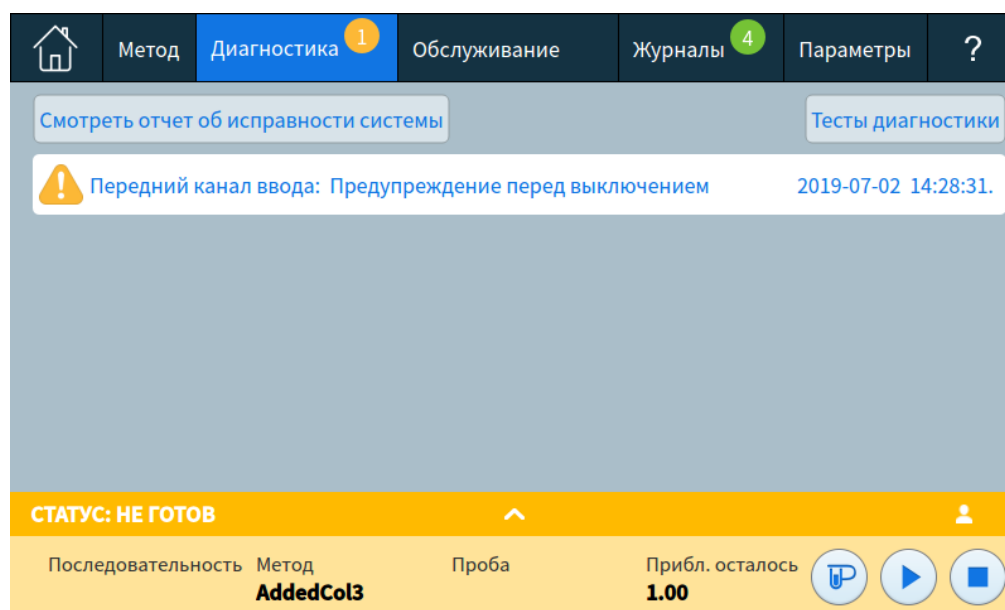 Метод Диагностика 1 Обслуживание Журналы 4 Параметры ?
Смотреть отчет об исправности системы Тесты диагностики
Передний канал ввода: Предупреждение перед выключением 2019-07-02 14:28:31.
СТАТУС: НЕ ГОТОВ
Последовательность Метод Проба Прибл. осталось
AddedCol3 1.00